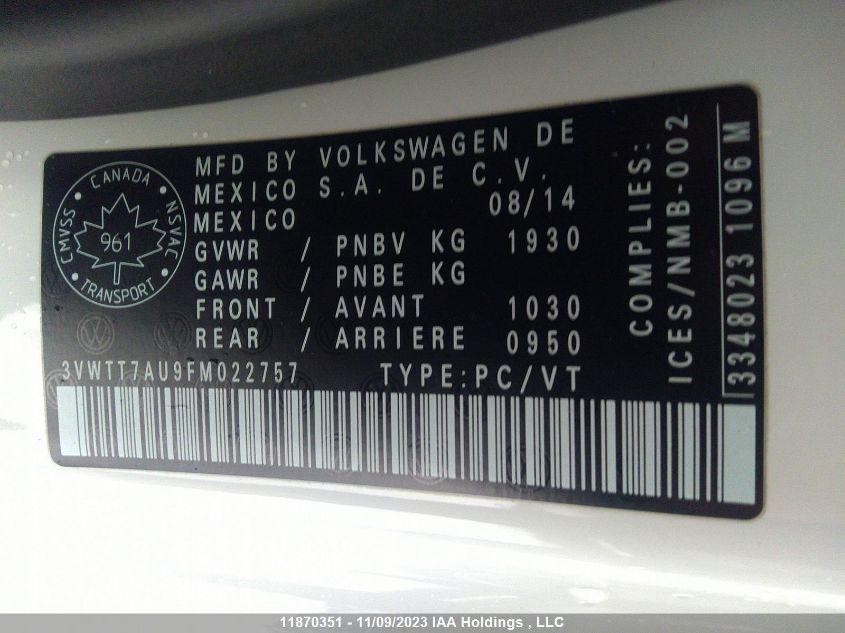 CANADA
CMVSS
NSVAC
961
TRANSPORT
MFD BY VOLKSWAGEN DE
MEXICO S.A. DE C.V.
MEXICO 08/14
GVWR / PNBV KG 1930
GAWR / PNBE KG
FRONT / AVANT 1030
REAR / ARRIERE 0950
3VWTT7AU9FM022757 TYPE:PC/VT
COMPLIES:
ICES/NMB-002
3348023 1096 M
11870351 - 11/09/2023 IAA Holdings , LLC